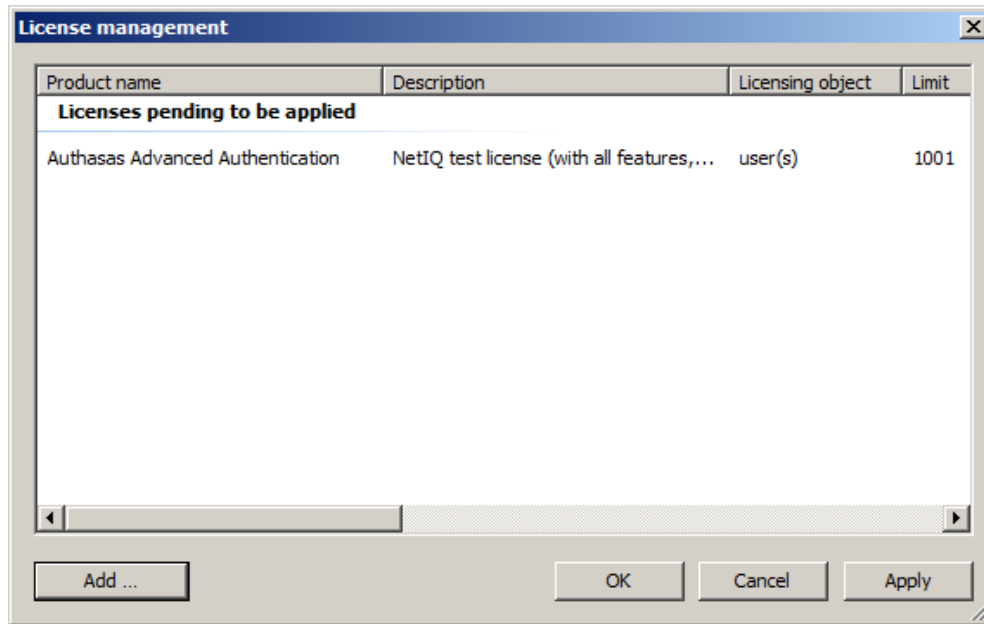 License management
Product name Description Licensing object Limit
Licenses pending to be applied
Authasas Advanced Authentication NetIQ test license (with all features,... user(s) 1001
Add ... OK Cancel Apply